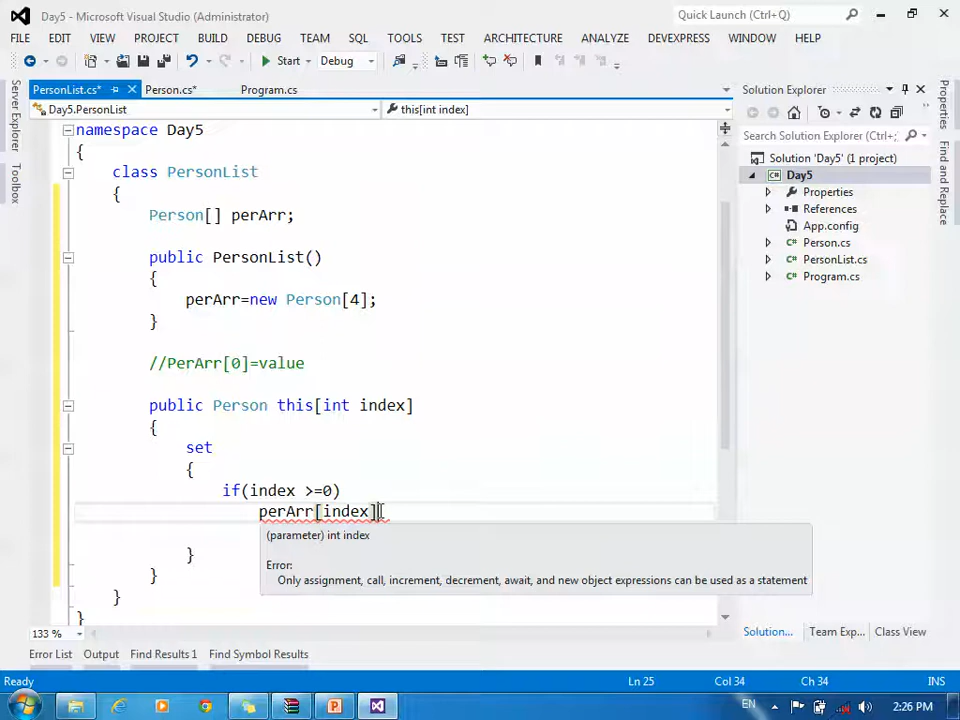 Day5 - Microsoft Visual Studio (Administrator)
Quick Launch (Ctrl+Q)
FILE EDIT VIEW PROJECT BUILD DEBUG TEAM SQL TOOLS TEST ARCHITECTURE ANALYZE DEVEXPRESS WINDOW HELP
Start Debug
PersonList.cs* Person.cs* Program.cs
Day5.PersonList this[int index]
Server Explorer
Toolbox
namespace Day5
{
class PersonList
{
Person[] perArr;
public PersonList()
{
perArr=new Person[4];
}
//PerArr[0]=value
public Person this[int index]
{
set
{
if(index >=0)
perArr[index]
(parameter) int index
Error:
Only assignment, call, increment, decrement, await, and new object expressions can be used as a statement
}
}
}
}
133 %
Solution Explorer
Search Solution Explorer (Ctrl+;
Solution 'Day5' (1 project)
C# Day5
Properties
References
App.config
C# Person.cs
C# PersonList.cs
C# Program.cs
Solution... Team Exp... Class View
Properties
Find and Replace
Error List Output Find Results 1 Find Symbol Results
Ready Ln 25 Col 34 Ch 34 INS
EN 2:26 PM